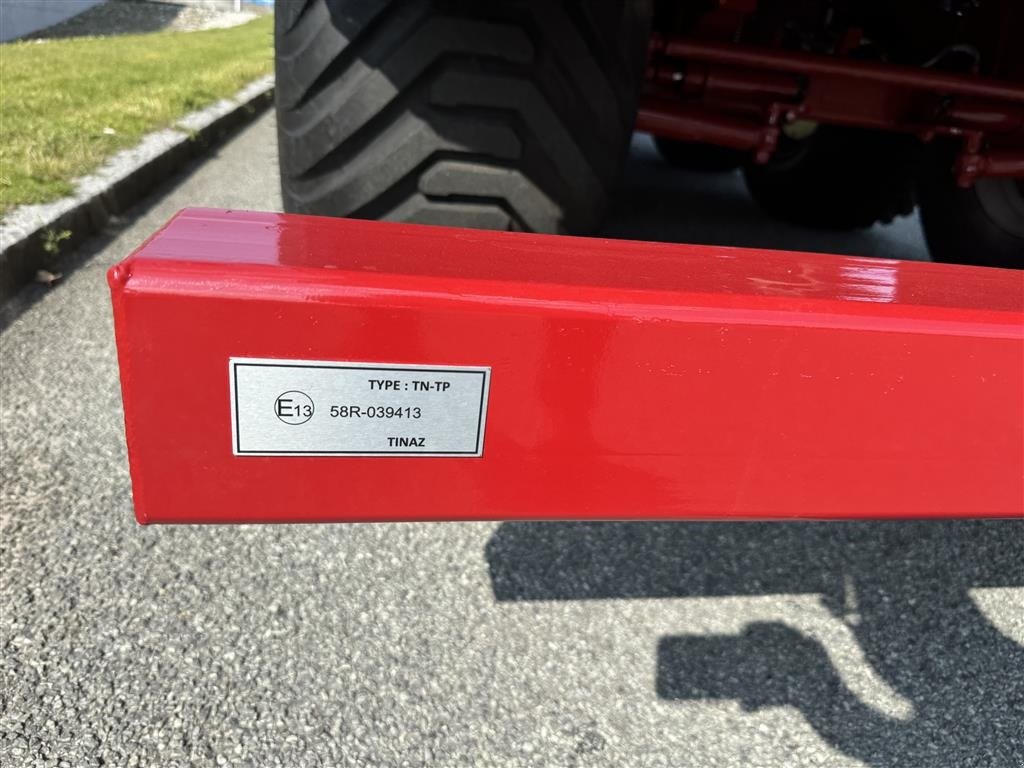 TYPE : TN-TP
E13 58R-039413
TINAZ